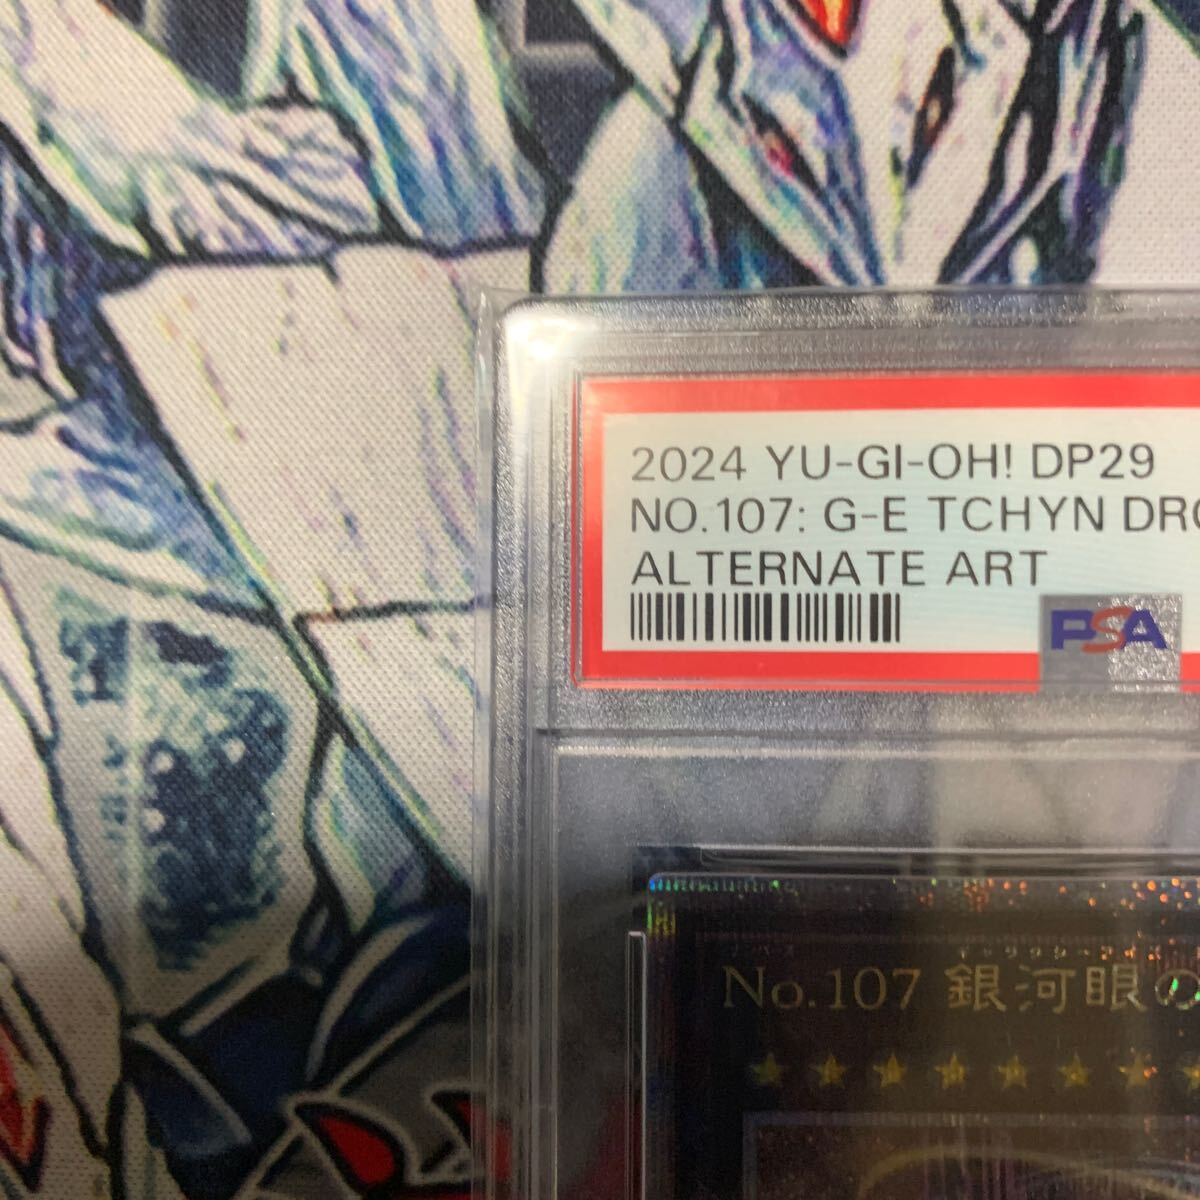 2024 YU-GI-OH! DP29
NO.107: G-E TCHYN DRG
ALTERNATE ART
PSA
No.107 銀河眼の